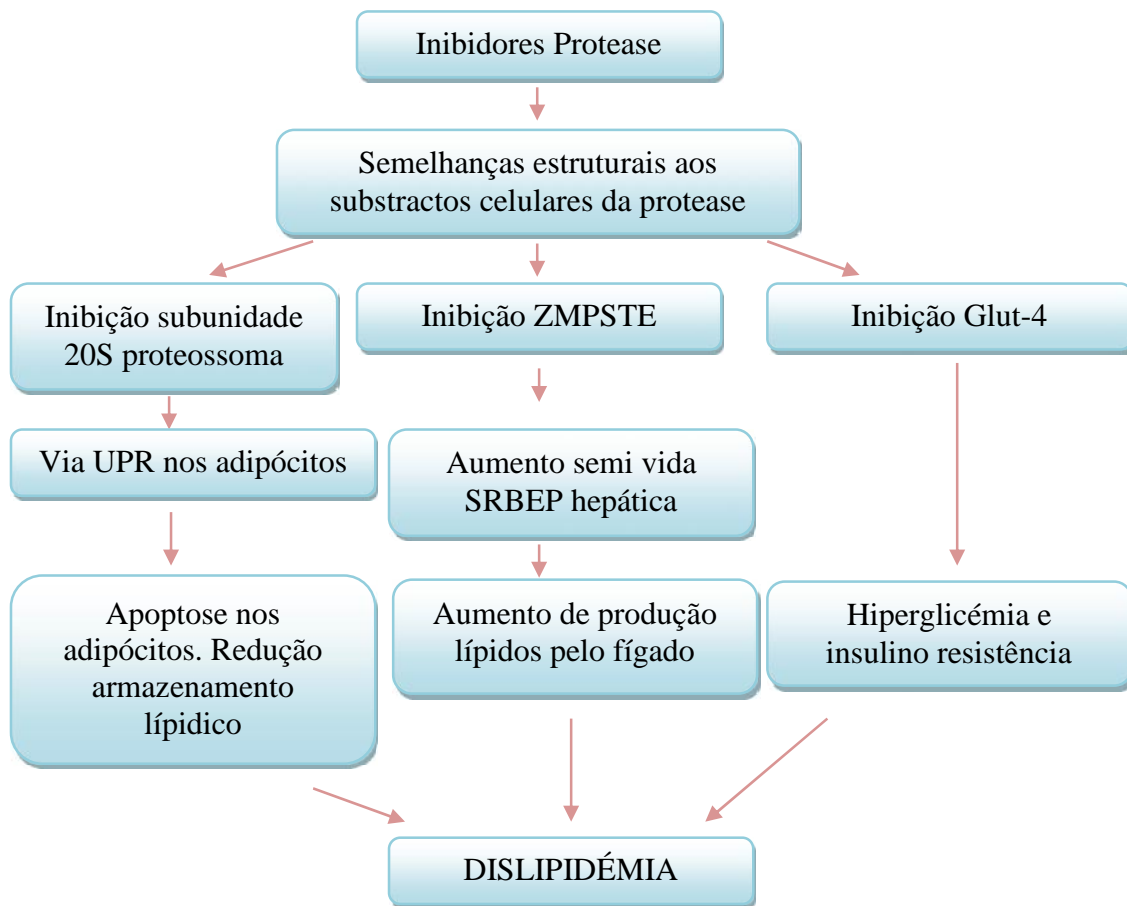 Inibidores Protease
Semelhanças estruturais aos
substractos celulares da protease
Inibição subunidade
20S proteossoma
Inibição ZMPSTE
Inibição Glut-4
Via UPR nos adipócitos
Aumento semi vida
SRBEP hepática
Apoptose nos
adipócitos. Redução
armazenamento
lípidico
Aumento de produção
lípidos pelo fígado
Hiperglicémia e
insulino resistência
DISLIPIDÉMIA